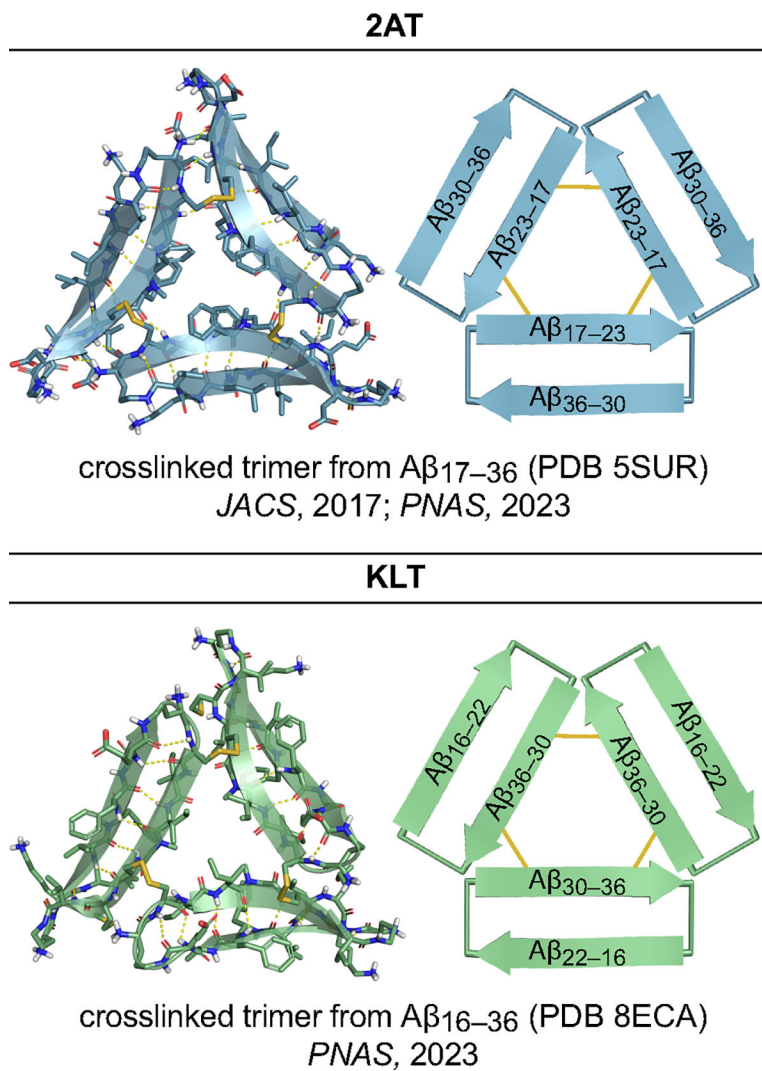 2AT
Aβ30–36
Aβ23–17
Aβ23–17
Aβ30–36
Aβ17–23
Aβ36–30
crosslinked trimer from Aβ17–36 (PDB 5SUR)
JACS, 2017; PNAS, 2023
KLT
Aβ16–22
Aβ36–30
Aβ36–30
Aβ16–22
Aβ30–36
Aβ22–16
crosslinked trimer from Aβ16–36 (PDB 8ECA)
PNAS, 2023